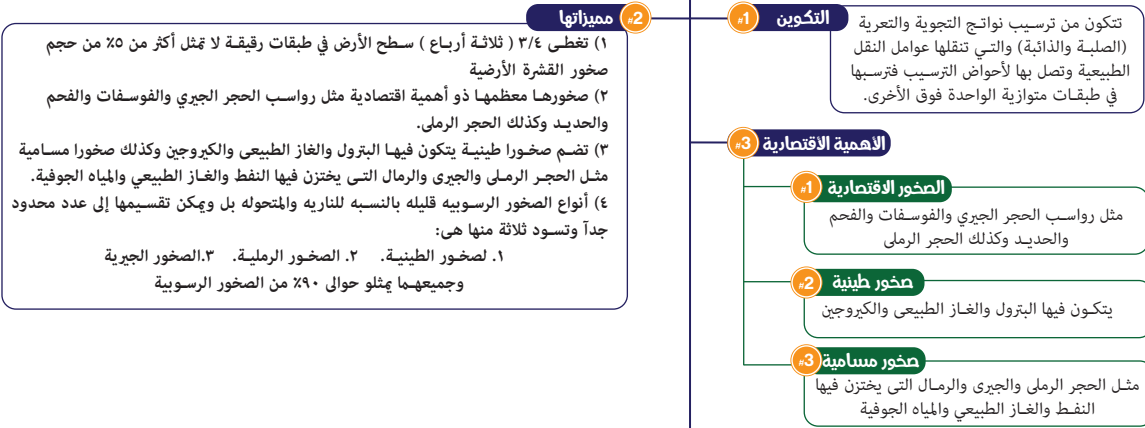 #1 التكوين
تتكون من ترسيب نواتج التجوية والتعرية
(الصلبة والذائبة) والتي تنقلها عوامل النقل
الطبيعية وتصل بها لأحواض الترسيب فترسبها
في طبقات متوازية الواحدة فوق الأخرى.
#2 مميزاتها
١) تغطى ٣/٤ ( ثلاثة أرباع ) سطح الأرض في طبقات رقيقة لا تمثل أكثر من ٥٪ من حجم
صخور القشرة الأرضية
٢) صخورها معظمها ذو أهمية اقتصادية مثل رواسب الحجر الجيري والفوسفات والفحم
والحديد وكذلك الحجر الرملى.
٣) تضم صخورا طينية يتكون فيها البترول والغاز الطبيعى والكيروجين وكذلك صخورا مسامية
مثل الحجر الرملى والجيرى والرمال التى يختزن فيها النفط والغاز الطبيعي والمياه الجوفية.
٤) أنواع الصخور الرسوبيه قليله بالنسبه للناريه والمتحوله بل ويمكن تقسيمها إلى عدد محدود
جدآ وتسود ثلاثة منها هى:
١. لصخور الطينية. ٢. الصخور الرملية. ٣.الصخور الجيرية
وجميعهما يمثلو حوالى ٩٠٪ من الصخور الرسوبية
#3 الأهمية الأقتصادية
#1 الصخور الاقتصادية
مثل رواسب الحجر الجيري والفوسفات والفحم
والحديد وكذلك الحجر الرملى
#2 صخور طينية
يتكون فيها البترول والغاز الطبيعى والكيروجين
#3 صخور مسامية
مثل الحجر الرملى والجيرى والرمال التى يختزن فيها
النفط والغاز الطبيعي والمياه الجوفية